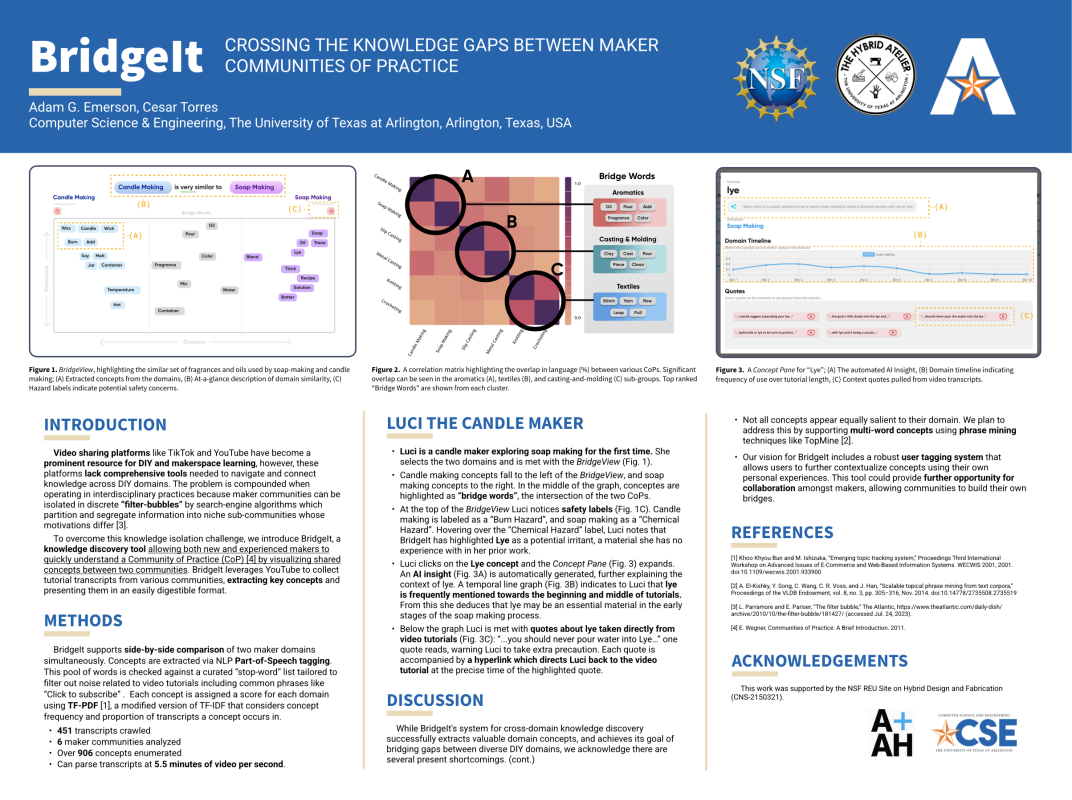 BridgeIt
CROSSING THE KNOWLEDGE GAPS BETWEEN MAKER
COMMUNITIES OF PRACTICE
Adam G. Emerson, Cesar Torres
Computer Science & Engineering, The University of Texas at Arlington, Arlington, Texas, USA
NSF
THE HYBRID ATELIER
THE UNIVERSITY OF TEXAS AT ARLINGTON
A
Candle Making is very similar to Soap Making
Candle Making
Soap Making
(B)
(C)
Bridge Words
(A)
Wax Candle Wick
Burn Add
Soy Melt
Jar Container
Temperature
Hot
Oil
Pour
Color
Fragrance
Blend
Mix
Water
Container
Soap
Oil Trace
Lye
Thick
Recipe
Solution
Batter
Domains
Figure 1. BridgeView, highlighting the similar set of fragrances and oils used by soap-making and candle
making; (A) Extracted concepts from the domains, (B) At-a-glance description of domain similarity, (C)
Hazard labels indicate potential safety concerns.
Candle Making
Soap Making
Slip Casting
Metal Casting
Knitting
Crocheting
A
B
C
Candle Making
Soap Making
Slip Casting
Metal Casting
Knitting
Crocheting
1.0
0.0
Bridge Words
Aromatics
Oil Pour Add
Fragrance Color
Casting & Molding
Clay Cast Pour
Piece Clean
Textiles
Stitch Yarn Row
Loop Pull
Figure 2. A correlation matrix highlighting the overlap in language (%) between various CoPs. Significant
overlap can be seen in the aromatics (A), textiles (B), and casting-and-molding (C) sub-groups. Top ranked
"Bridge Words" are shown from each cluster.
lye
(A)
Soap Making
(B)
Domain Timeline
soap making
Quotes
(C)
Figure 3. A Concept Pane for "Lye"; (A) The automated AI Insight, (B) Domain timeline indicating
frequency of use over tutorial length, (C) Context quotes pulled from video transcripts.
INTRODUCTION
Video sharing platforms like TikTok and YouTube have become a
prominent resource for DIY and makerspace learning, however, these
platforms lack comprehensive tools needed to navigate and connect
knowledge across DIY domains. The problem is compounded when
operating in interdisciplinary practices because maker communities can be
isolated in discrete "filter-bubbles" by search-engine algorithms which
partition and segregate information into niche sub-communities whose
motivations differ [3].
To overcome this knowledge isolation challenge, we introduce BridgeIt, a
knowledge discovery tool allowing both new and experienced makers to
quickly understand a Community of Practice (CoP) [4] by visualizing shared
concepts between two communities. BridgeIt leverages YouTube to collect
tutorial transcripts from various communities, extracting key concepts and
presenting them in an easily digestible format.
METHODS
BridgeIt supports side-by-side comparison of two maker domains
simultaneously. Concepts are extracted via NLP Part-of-Speech tagging.
This pool of words is checked against a curated "stop-word" list tailored to
filter out noise related to video tutorials including common phrases like
"Click to subscribe" . Each concept is assigned a score for each domain
using TF-PDF [1], a modified version of TF-IDF that considers concept
frequency and proportion of transcripts a concept occurs in.
• 451 transcripts crawled
• 6 maker communities analyzed
• Over 906 concepts enumerated
• Can parse transcripts at 5.5 minutes of video per second.
LUCI THE CANDLE MAKER
• Luci is a candle maker exploring soap making for the first time. She
selects the two domains and is met with the BridgeView (Fig. 1).
• Candle making concepts fall to the left of the BridgeView, and soap
making concepts to the right. In the middle of the graph, conceptes are
highlighted as "bridge words", the intersection of the two CoPs.
• At the top of the BridgeView Luci notices safety labels (Fig. 1C). Candle
making is labeled as a "Burn Hazard", and soap making as a "Chemical
Hazard". Hovering over the "Chemical Hazard" label, Luci notes that
BridgeIt has highlighted Lye as a potential irritant, a material she has no
experience with in her prior work.
• Luci clicks on the Lye concept and the Concept Pane (Fig. 3) expands.
An AI insight (Fig. 3A) is automatically generated, further explaining the
context of lye. A temporal line graph (Fig. 3B) indicates to Luci that lye
is frequently mentioned towards the beginning and middle of tutorials.
From this she deduces that lye may be an essential material in the early
stages of the soap making process.
• Below the graph Luci is met with quotes about lye taken directly from
video tutorials (Fig. 3C): "...you should never pour water into Lye..." one
quote reads, warning Luci to take extra precaution. Each quote is
accompanied by a hyperlink which directs Luci back to the video
tutorial at the precise time of the highlighted quote.
DISCUSSION
While BridgeIt's system for cross-domain knowledge discovery
successfully extracts valuable domain concepts, and achieves its goal of
bridging gaps between diverse DIY domains, we acknowledge there are
several present shortcomings. (cont.)
• Not all concepts appear equally salient to their domain. We plan to
address this by supporting multi-word concepts using phrase mining
techniques like TopMine [2].
• Our vision for BridgeIt includes a robust user tagging system that
allows users to further contextualize concepts using their own
personal experiences. This tool could provide further opportunity for
collaboration amongst makers, allowing communities to build their own
bridges.
REFERENCES
[1] Khoo Khyou Bun and M. Ishizuka, "Emerging topic tracking system," Proceedings Third International
Workshop on Advanced Issues of E-Commerce and Web-Based Information Systems. WECWIS 2001, 2001.
doi:10.1109/wecwis.2001.933900
[2] A. El-Kishky, Y. Song, C. Wang, C. R. Voss, and J. Han, "Scalable topical phrase mining from text corpora,"
Proceedings of the VLDB Endowment, vol. 8, no. 3, pp. 305–316, Nov. 2014. doi:10.14778/2735508.2735519
[3] L. Parramore and E. Pariser, "The filter bubble," The Atlantic, https://www.theatlantic.com/daily-dish/
archive/2010/10/the-filter-bubble/181427/ (accessed Jul. 24, 2023).
[4] E. Wegner, Communities of Practice: A Brief Introduction. 2011.
ACKNOWLEDGEMENTS
This work was supported by the NSF REU Site on Hybrid Design and Fabrication
(CNS-2150321).
A+
AH
COMPUTER SCIENCE AND ENGINEERING
CSE
THE UNIVERSITY OF TEXAS AT ARLINGTON